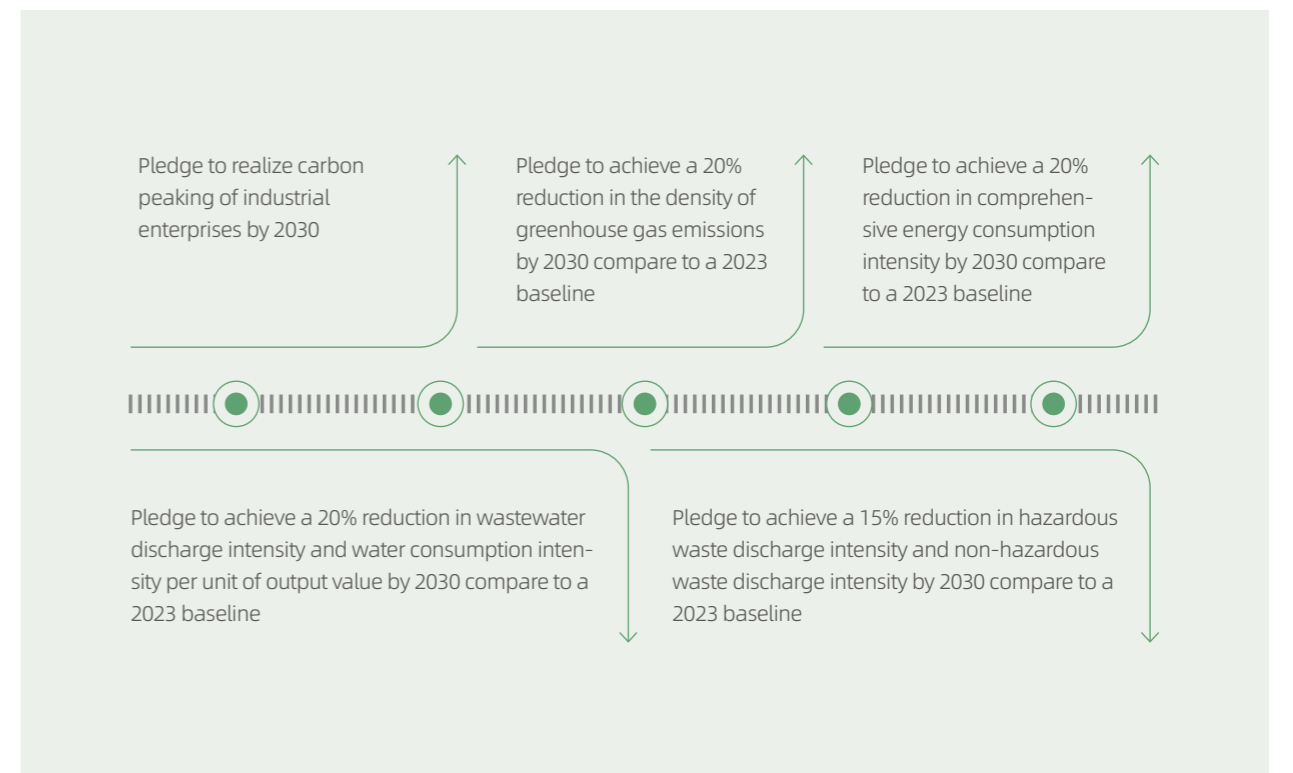 Pledge to realize carbon
peaking of industrial
enterprises by 2030
Pledge to achieve a 20%
reduction in the density of
greenhouse gas emissions
by 2030 compare to a 2023
baseline
Pledge to achieve a 20%
reduction in comprehen-
sive energy consumption
intensity by 2030 compare
to a 2023 baseline
Pledge to achieve a 20% reduction in wastewater
discharge intensity and water consumption inten-
sity per unit of output value by 2030 compare to a
2023 baseline
Pledge to achieve a 15% reduction in hazardous
waste discharge intensity and non-hazardous
waste discharge intensity by 2030 compare to a
2023 baseline